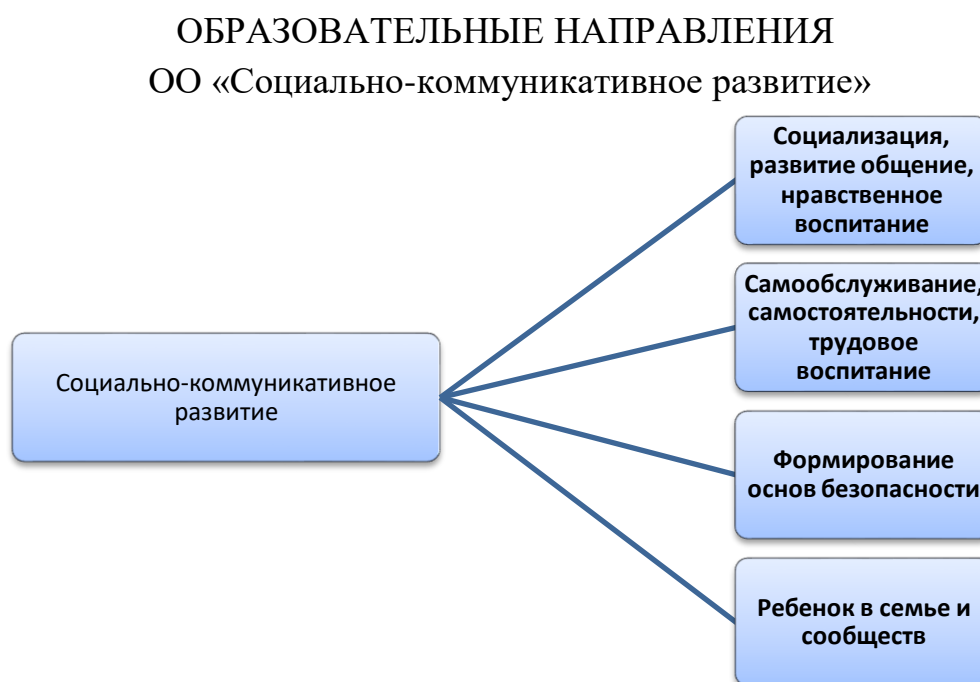 ОБРАЗОВАТЕЛЬНЫЕ НАПРАВЛЕНИЯ
ОО «Социально-коммуникативное развитие»
Социально-коммуникативное
развитие
Социализация,
развитие общение,
нравственное
воспитание
Самообслуживание,
самостоятельности,
трудовое
воспитание
Формирование
основ безопасности
Ребенок в семье и
сообществ